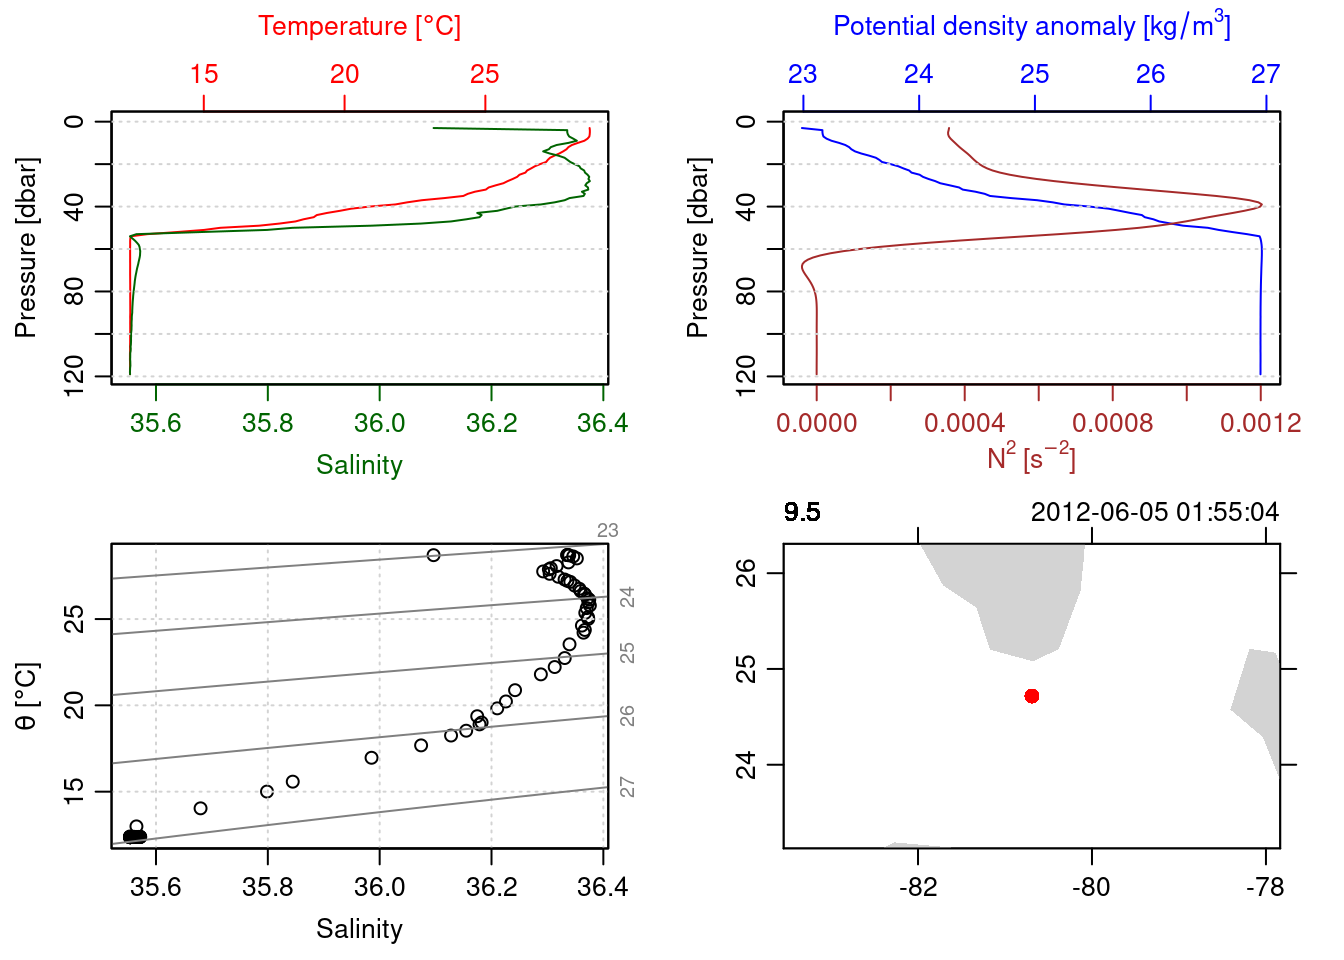 Temperature [°C]
15 20 25
Pressure [dbar]
0 40 80 120
35.6 35.8 36.0 36.2 36.4
Salinity
Potential density anomaly [kg/m³]
23 24 25 26 27
Pressure [dbar]
0 40 80 120
0.0000 0.0004 0.0008 0.0012
N² [s⁻²]
23
24
25
26
27
θ [°C]
15 20 25
35.6 35.8 36.0 36.2 36.4
Salinity
9.5 2012-06-05 01:55:04
26
25
24
-82 -80 -78